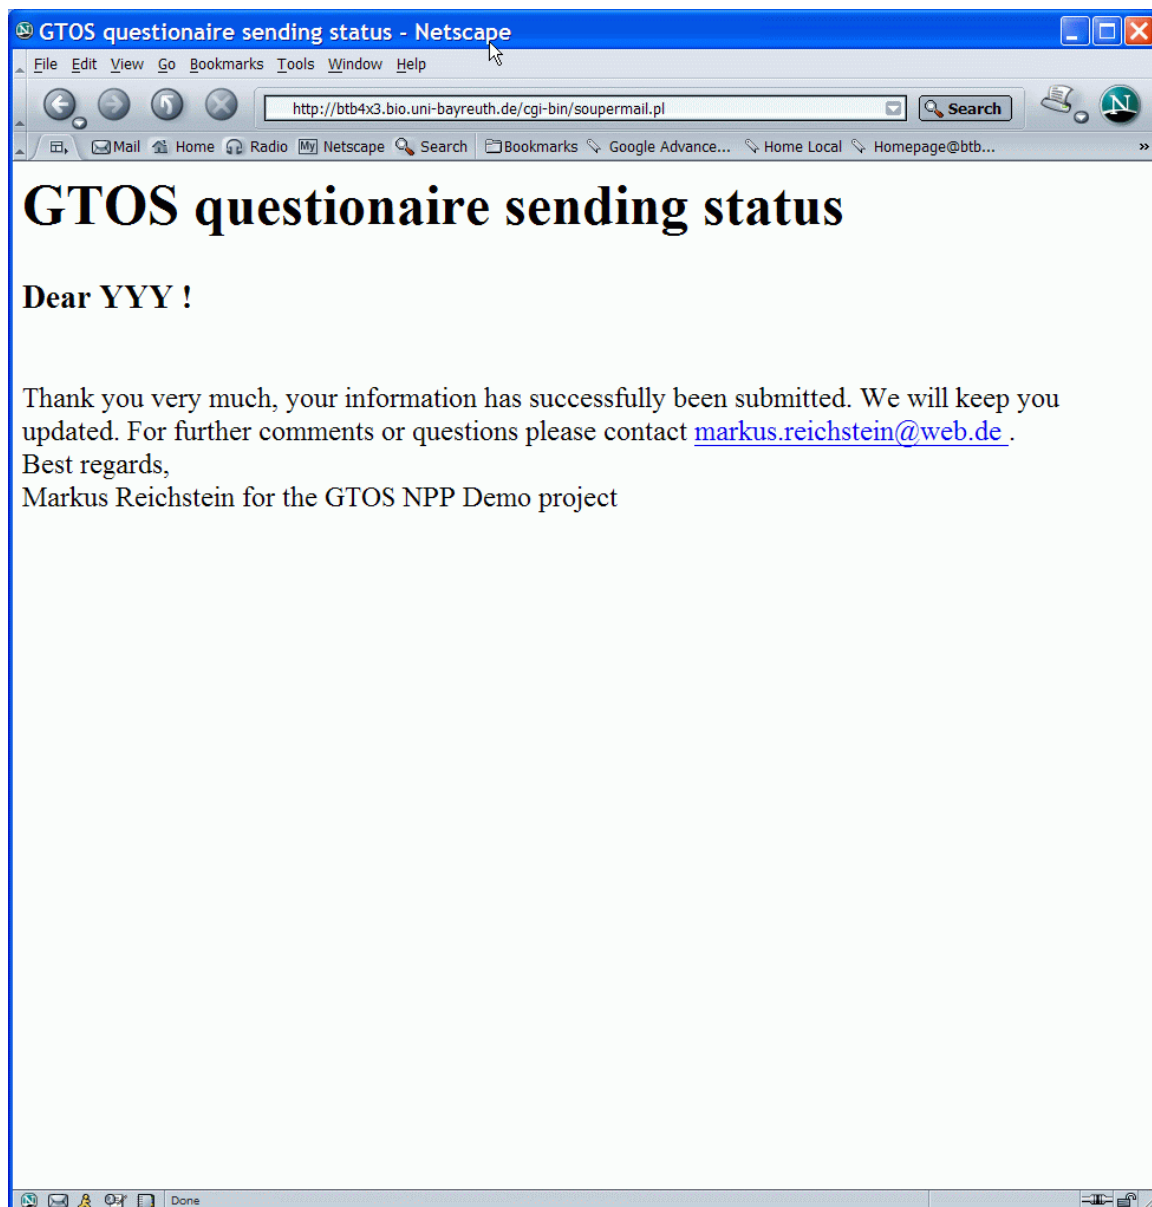 GTOS questionaire sending status - Netscape
File Edit View Go Bookmarks Tools Window Help
http://btb4x3.bio.uni-bayreuth.de/cgi-bin/soupermail.pl Search N
Mail Home Radio My Netscape Search Bookmarks Google Advance... Home Local Homepage@btb... »
GTOS questionaire sending status
Dear YYY !
Thank you very much, your information has successfully been submitted. We will keep you
updated. For further comments or questions please contact markus.reichstein@web.de .
Best regards,
Markus Reichstein for the GTOS NPP Demo project
Done